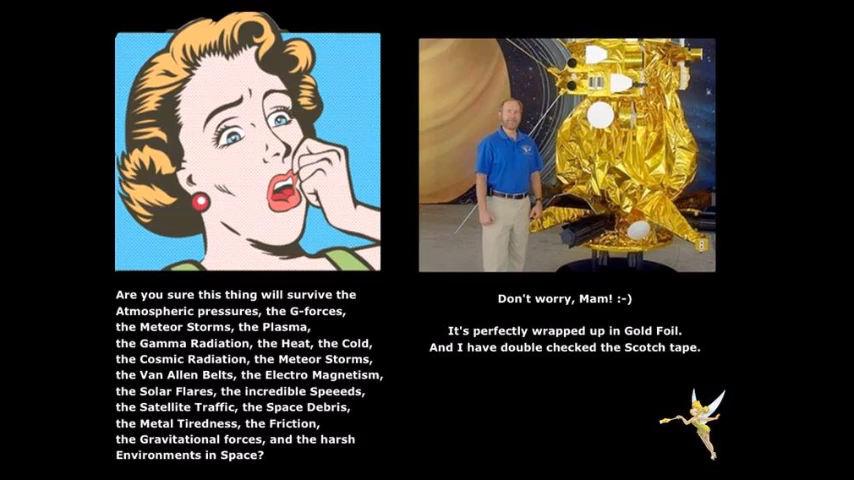 Are you sure this thing will survive the
Atmospheric pressures, the G-forces,
the Meteor Storms, the Plasma,
the Gamma Radiation, the Heat, the Cold,
the Cosmic Radiation, the Meteor Storms,
the Van Allen Belts, the Electro Magnetism,
the Solar Flares, the incredible Speeeds,
the Satellite Traffic, the Space Debris,
the Metal Tiredness, the Friction,
the Gravitational forces, and the harsh
Environments in Space?
Don't worry, Mam! :-)
It's perfectly wrapped up in Gold Foil.
And I have double checked the Scotch tape.